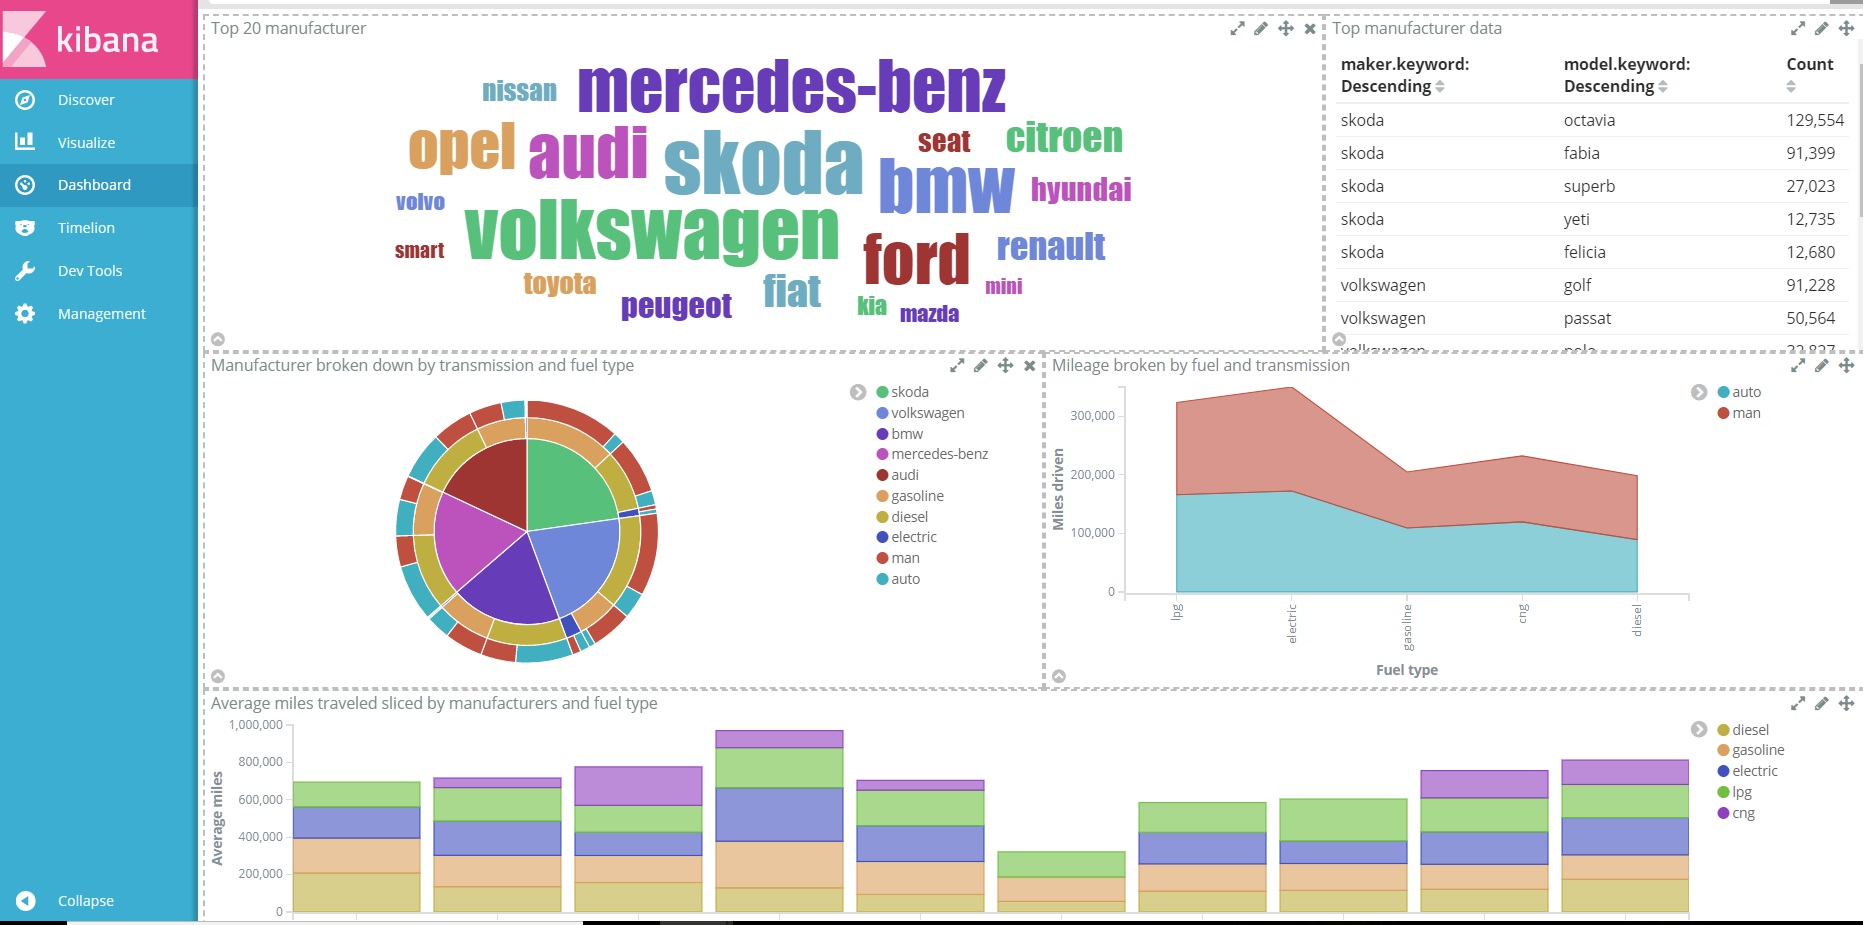 kibana
Discover
Visualize
Dashboard
Timelion
Dev Tools
Management
Collapse
Top 20 manufacturer
nissan mercedes-benz
opel audi skoda seat citroen
volvo bmw hyundai
smart volkswagen ford renault
toyota peugeot fiat kia mazda mini
Top manufacturer data
maker.keyword: Descending model.keyword: Descending Count
skoda octavia 129,554
skoda fabia 91,399
skoda superb 27,023
skoda yeti 12,735
skoda felicia 12,680
volkswagen golf 91,228
volkswagen passat 50,564
Manufacturer broken down by transmission and fuel type
skoda
volkswagen
bmw
mercedes-benz
audi
gasoline
diesel
electric
man
auto
Mileage broken by fuel and transmission
300,000
200,000
100,000
0
Miles driven
lpg
electric
gasoline
cng
diesel
Fuel type
auto
man
Average miles traveled sliced by manufacturers and fuel type
1,000,000
800,000
600,000
400,000
200,000
0
Average miles
diesel
gasoline
electric
lpg
cng